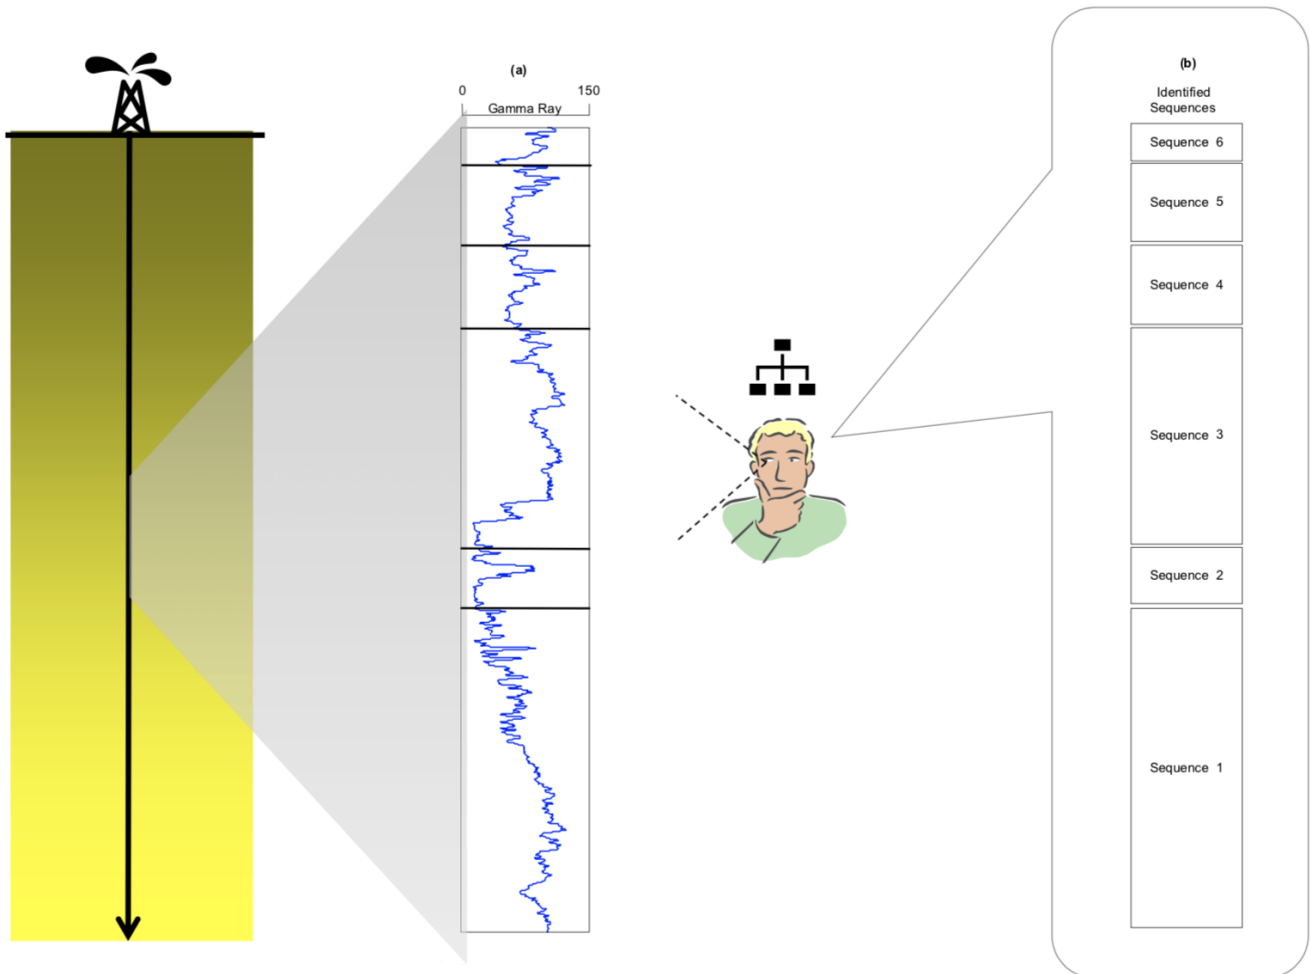 (a)
0 150
Gamma Ray
(b)
Identified
Sequences
Sequence 6
Sequence 5
Sequence 4
Sequence 3
Sequence 2
Sequence 1